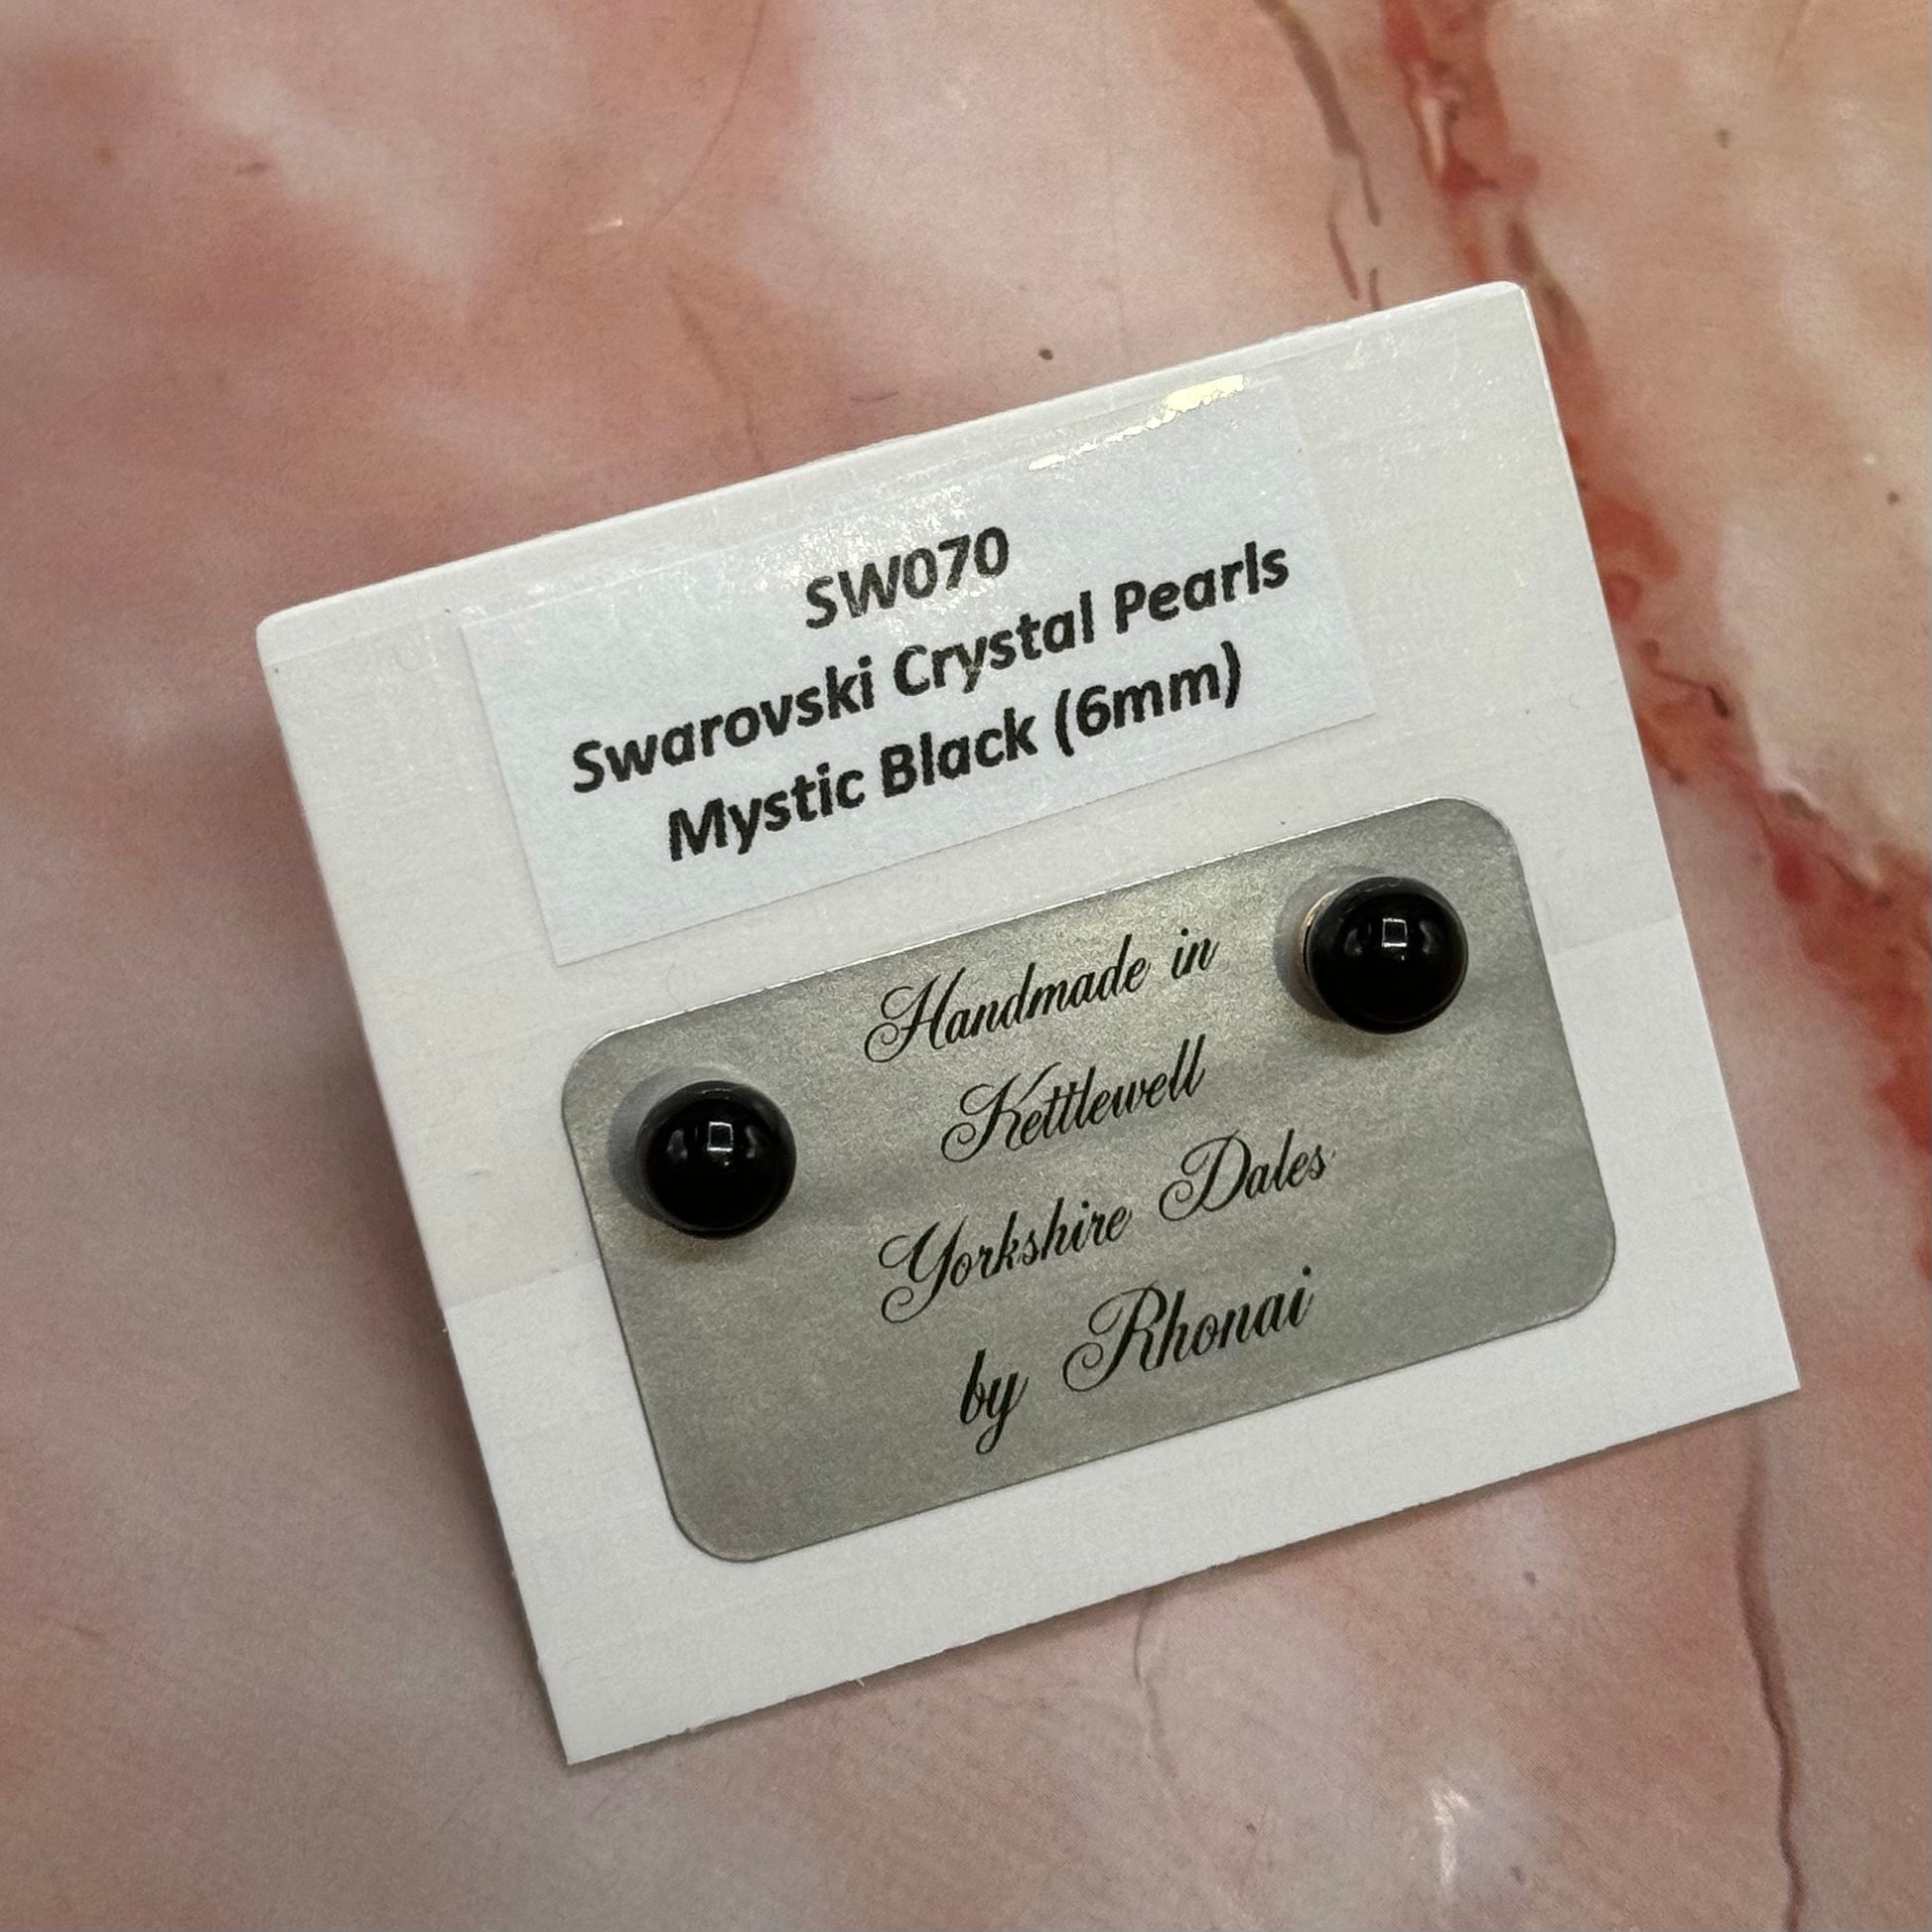 SW070
Swarovski Crystal Pearls
Mystic Black (6mm)
Handmade in
Kettlewell
Yorkshire Dales
by Rhonai